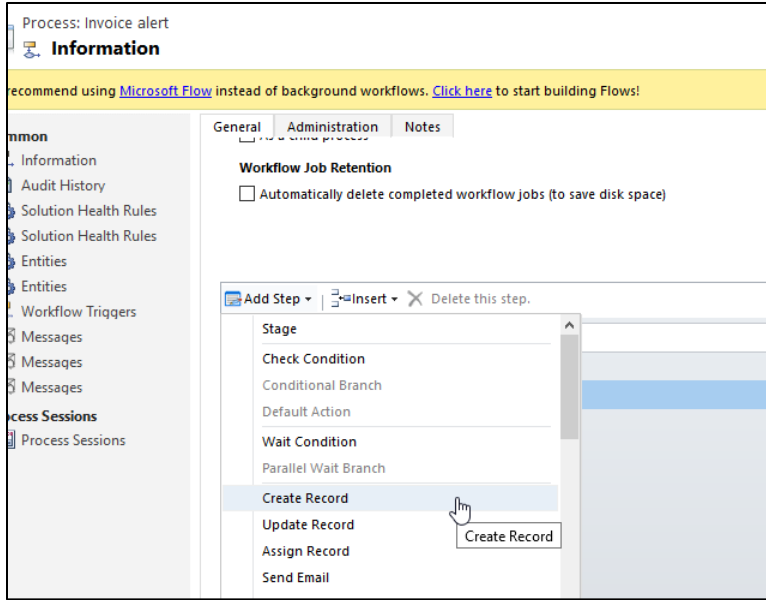 Process: Invoice alert
Information
recommend using Microsoft Flow instead of background workflows. Click here to start building Flows!
General Administration Notes
As a child process
Workflow Job Retention
Automatically delete completed workflow jobs (to save disk space)
mmon
Information
Audit History
Solution Health Rules
Solution Health Rules
Entities
Entities
Workflow Triggers
Messages
Messages
Messages
ocess Sessions
Process Sessions
Add Step Insert Delete this step.
Stage
Check Condition
Conditional Branch
Default Action
Wait Condition
Parallel Wait Branch
Create Record
Update Record
Create Record
Assign Record
Send Email